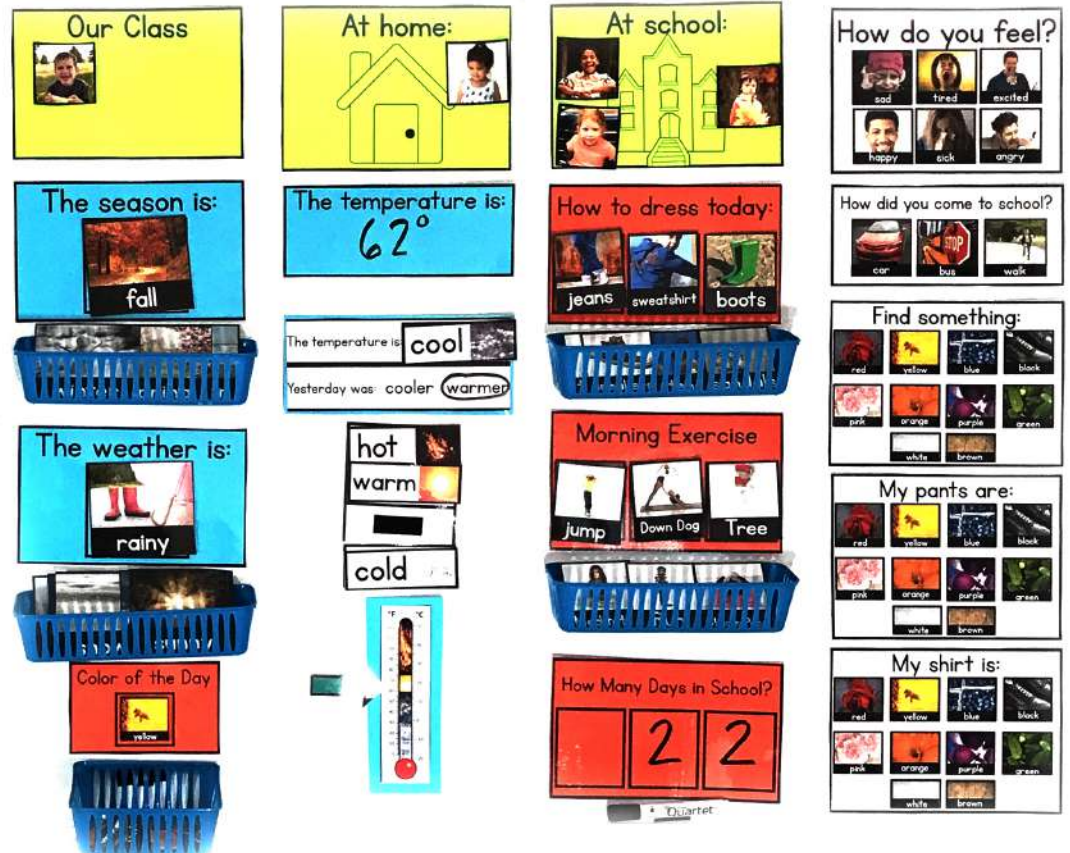 Our Class
At home:
At school:
How do you feel?
sad tired excited
happy sick angry
The season is:
fall
The temperature is:
62°
How to dress today:
jeans sweatshirt boots
How did you come to school?
car bus walk
STOP
The temperature is: cool
Yesterday was: cooler warmer
Find something:
red yellow blue black
pink orange purple green
white brown
The weather is:
rainy
hot
warm
cold
Morning Exercise
jump Down Dog Tree
My pants are:
red yellow blue black
pink orange purple green
white brown
snow sunny
Color of the Day
yellow
°F °C
How Many Days in School?
2 2
Quartet
My shirt is:
red yellow blue black
pink orange purple green
white brown